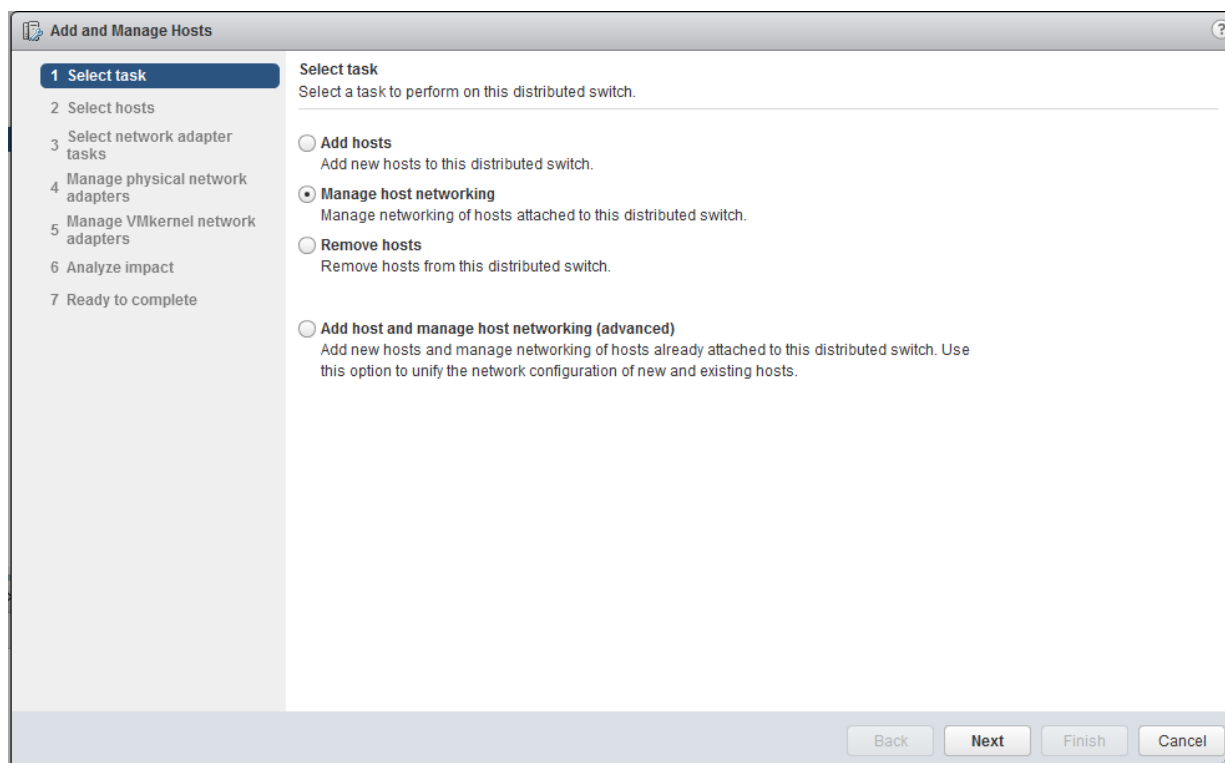 Add and Manage Hosts
?
1 Select task
2 Select hosts
3 Select network adapter
tasks
4 Manage physical network
adapters
5 Manage VMkernel network
adapters
6 Analyze impact
7 Ready to complete
Select task
Select a task to perform on this distributed switch.
Add hosts
Add new hosts to this distributed switch.
Manage host networking
Manage networking of hosts attached to this distributed switch.
Remove hosts
Remove hosts from this distributed switch.
Add host and manage host networking (advanced)
Add new hosts and manage networking of hosts already attached to this distributed switch. Use
this option to unify the network configuration of new and existing hosts.
Back
Next
Finish
Cancel